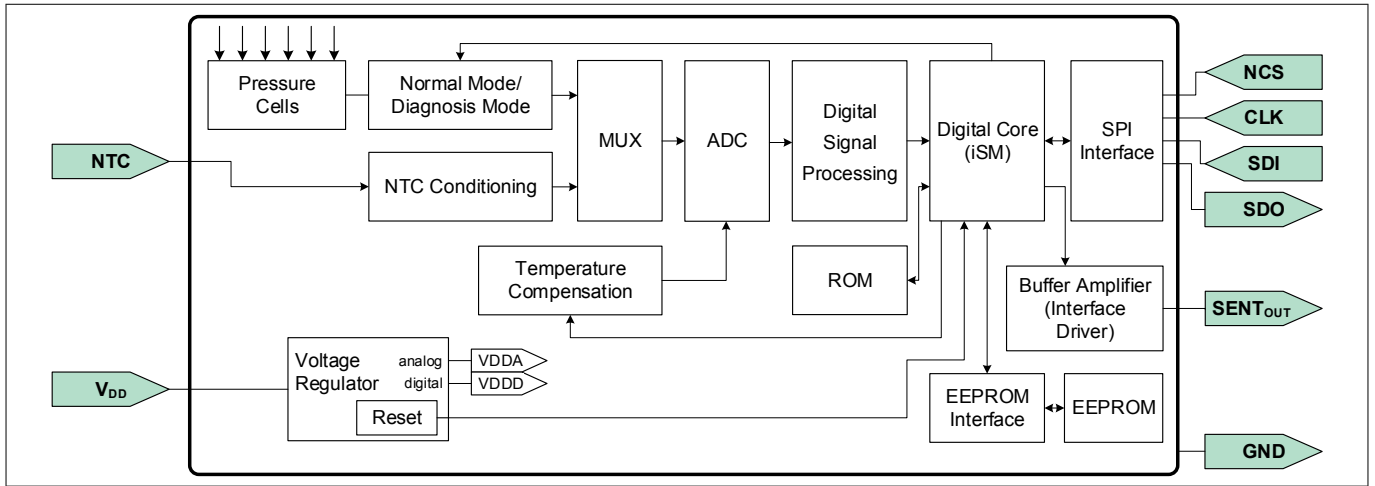 Pressure
Cells
Normal Mode/
Diagnosis Mode
MUX
ADC
Digital
Signal
Processing
Digital Core
(iSM)
SPI
Interface
NCS
CLK
SDI
SDO
NTC
NTC Conditioning
Temperature
Compensation
ROM
Buffer Amplifier
(Interface
Driver)
SENTOUT
VDD
Voltage
Regulator
analog
digital
VDDA
VDDD
Reset
EEPROM
Interface
EEPROM
GND